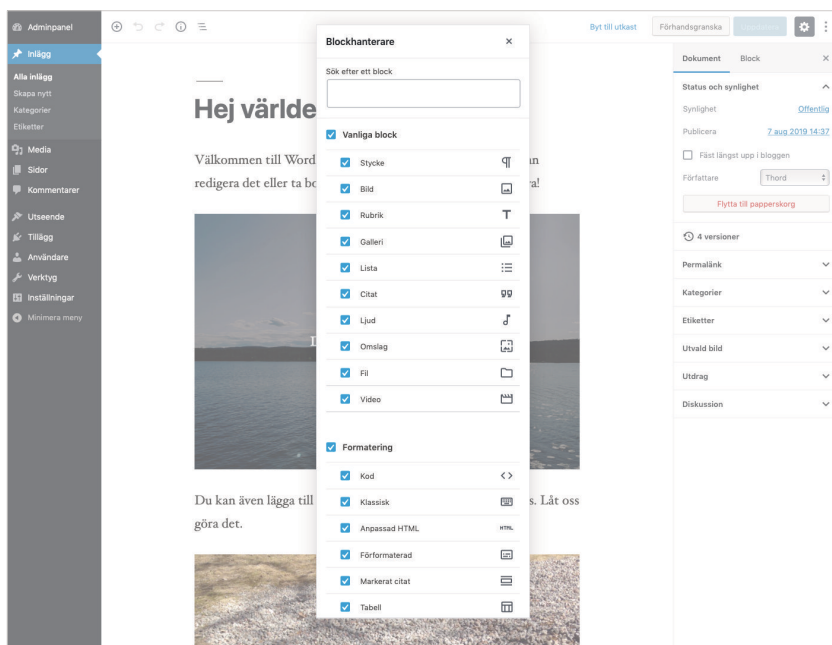 Adminpanel
Inlägg
Alla inlägg
Skapa nytt
Kategorier
Etiketter
Media
Sidor
Kommentarer
Utseende
Tillägg
Användare
Verktyg
Inställningar
Minimera meny
Byt till utkast
Förhandsgranska
Hej världe
Välkommen till Word
an
redigera det eller ta bo
ra!
Du kan även lägga till
s. Låt oss
göra det.
Blockhanterare
Sök efter ett block
Vanliga block
Stycke
Bild
Rubrik
Galleri
Lista
Citat
Ljud
Omslag
Fil
Video
Formatering
Kod
Klassisk
Anpassad HTML
HTML
Förformaterad
Markerat citat
Tabell
Dokument Block
Status och synlighet
Synlighet Offentlig
Publicera 7 aug 2019 14:37
Fäst längst upp i bloggen
Författare Thord
Flytta till papperskorg
4 versioner
Permalänk
Kategorier
Etiketter
Utvald bild
Utdrag
Diskussion